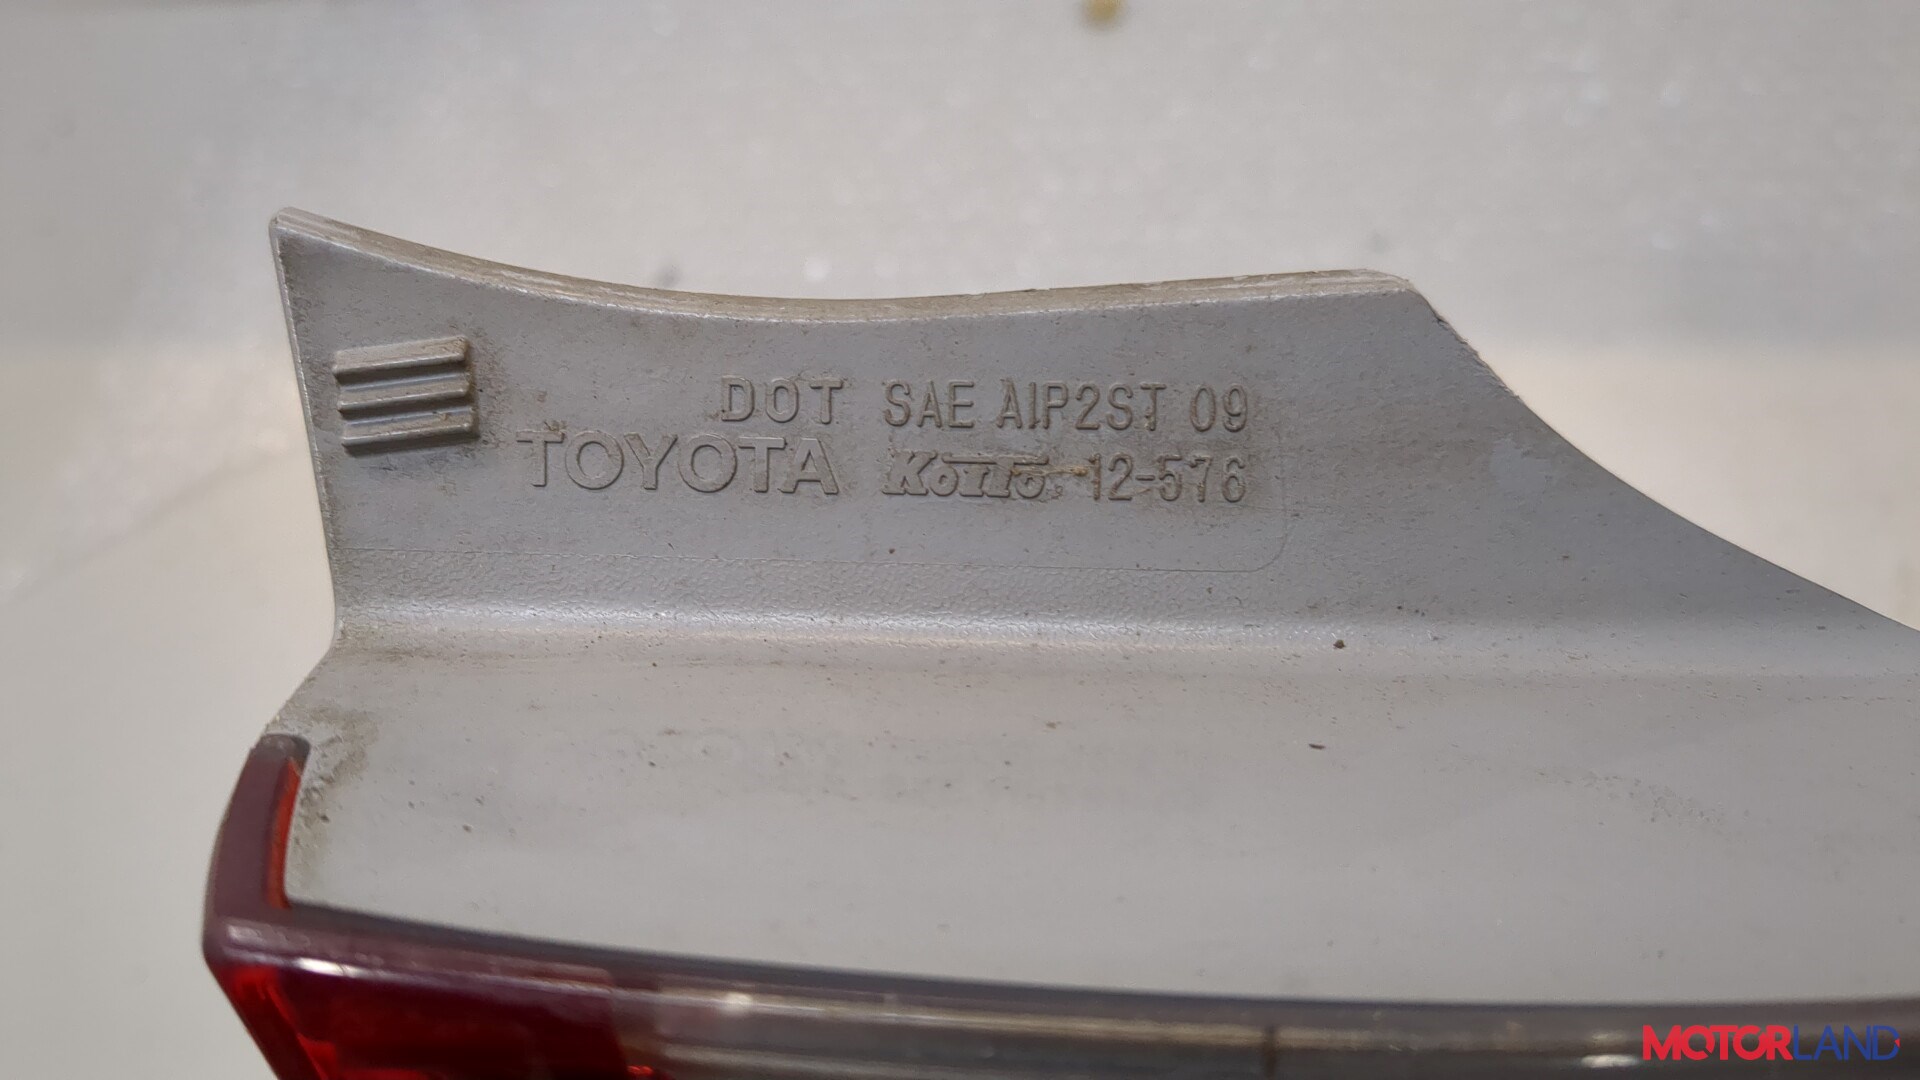 DOT SAE AIP2ST 09
TOYOTA KOITO 12-576
MOTORLAND